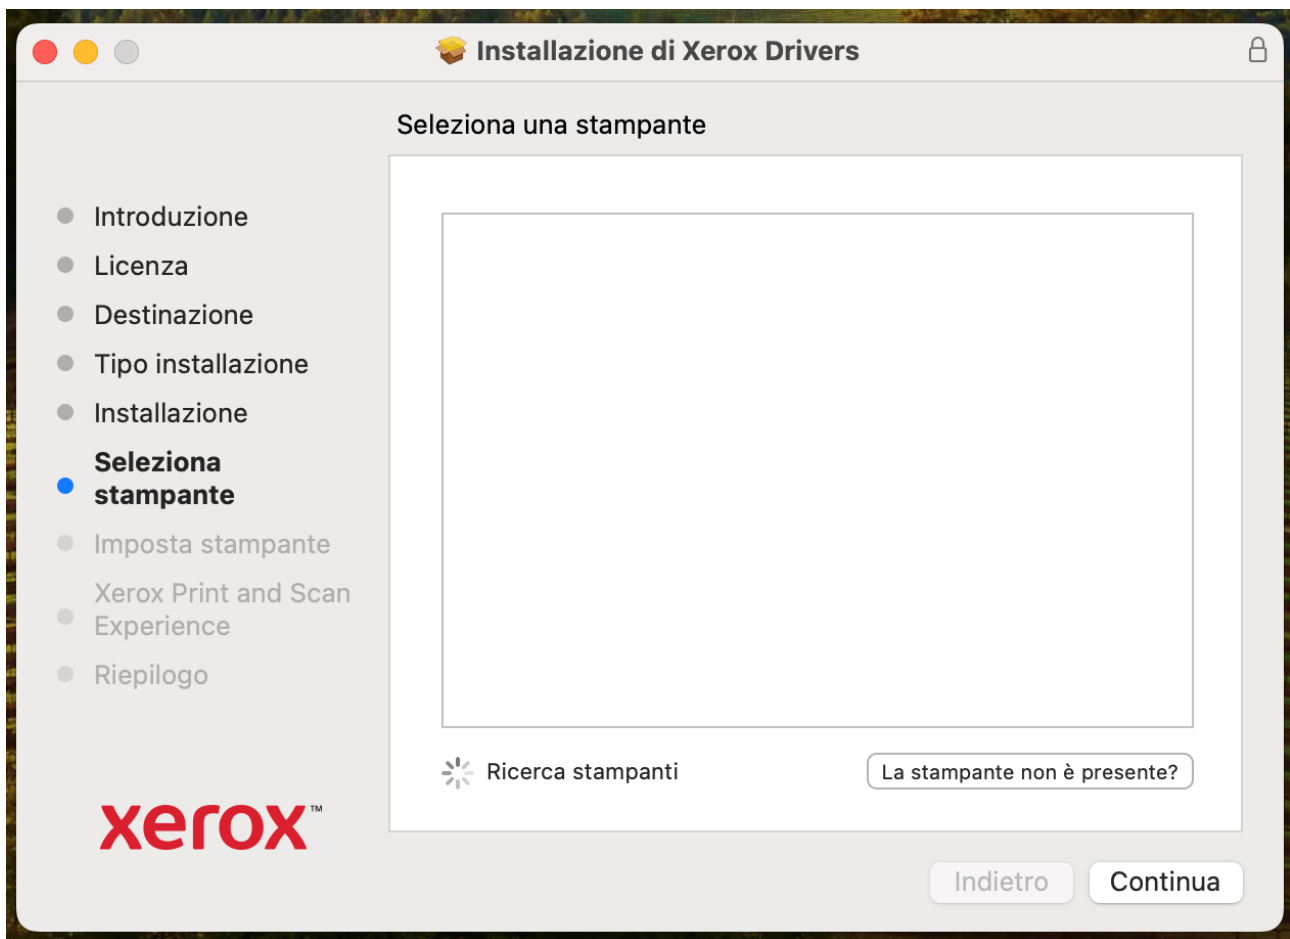 Installazione di Xerox Drivers
Seleziona una stampante
Introduzione
Licenza
Destinazione
Tipo installazione
Installazione
Seleziona
stampante
Imposta stampante
Xerox Print and Scan
Experience
Riepilogo
Ricerca stampanti
La stampante non è presente?
xerox™
Indietro
Continua